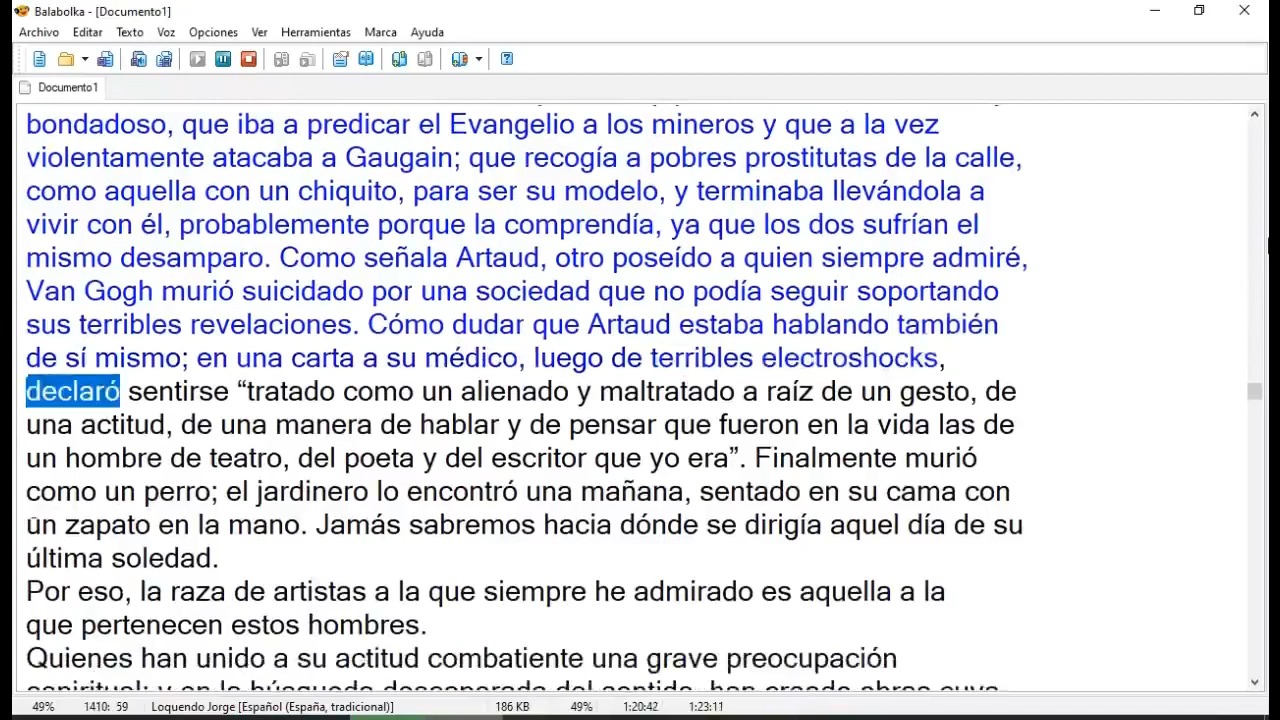 Balabolka - [Documento1]
Archivo Editar Texto Voz Opciones Ver Herramientas Marca Ayuda
Documento1
bondadoso, que iba a predicar el Evangelio a los mineros y que a la vez
violentamente atacaba a Gaugain; que recogía a pobres prostitutas de la calle,
como aquella con un chiquito, para ser su modelo, y terminaba llevándola a
vivir con él, probablemente porque la comprendía, ya que los dos sufrían el
mismo desamparo. Como señala Artaud, otro poseído a quien siempre admiré,
Van Gogh murió suicidado por una sociedad que no podía seguir soportando
sus terribles revelaciones. Cómo dudar que Artaud estaba hablando también
de sí mismo; en una carta a su médico, luego de terribles electroshocks,
declaró sentirse “tratado como un alienado y maltratado a raíz de un gesto, de
una actitud, de una manera de hablar y de pensar que fueron en la vida las de
un hombre de teatro, del poeta y del escritor que yo era”. Finalmente murió
como un perro; el jardinero lo encontró una mañana, sentado en su cama con
un zapato en la mano. Jamás sabremos hacia dónde se dirigía aquel día de su
última soledad.
Por eso, la raza de artistas a la que siempre he admirado es aquella a la
que pertenecen estos hombres.
Quienes han unido a su actitud combatiente una grave preocupación
espiritual; y en la búsqueda desesperada del sentido, han creado obras cuya
49% 1410: 59 Loquendo Jorge [Español (España, tradicional)] 186 KB 49% 1:20:42 1:23:11